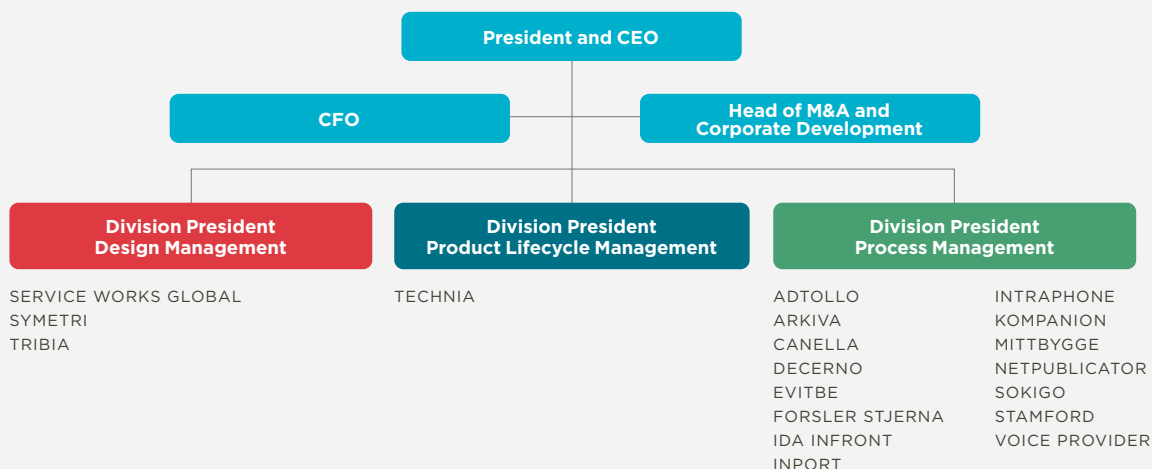 President and CEO
CFO
Head of M&A and
Corporate Development
Division President
Design Management
Division President
Product Lifecycle Management
Division President
Process Management
SERVICE WORKS GLOBAL
SYMETRI
TRIBIA
TECHNIA
ADTOLLO
ARKIVA
CANELLA
DECERNO
EVITBE
FORSLER STJERNA
IDA INFRONT
INPORT
INTRAPHONE
KOMPANION
MITTBYGGE
NETPUBLICATOR
SOKIGO
STAMFORD
VOICE PROVIDER